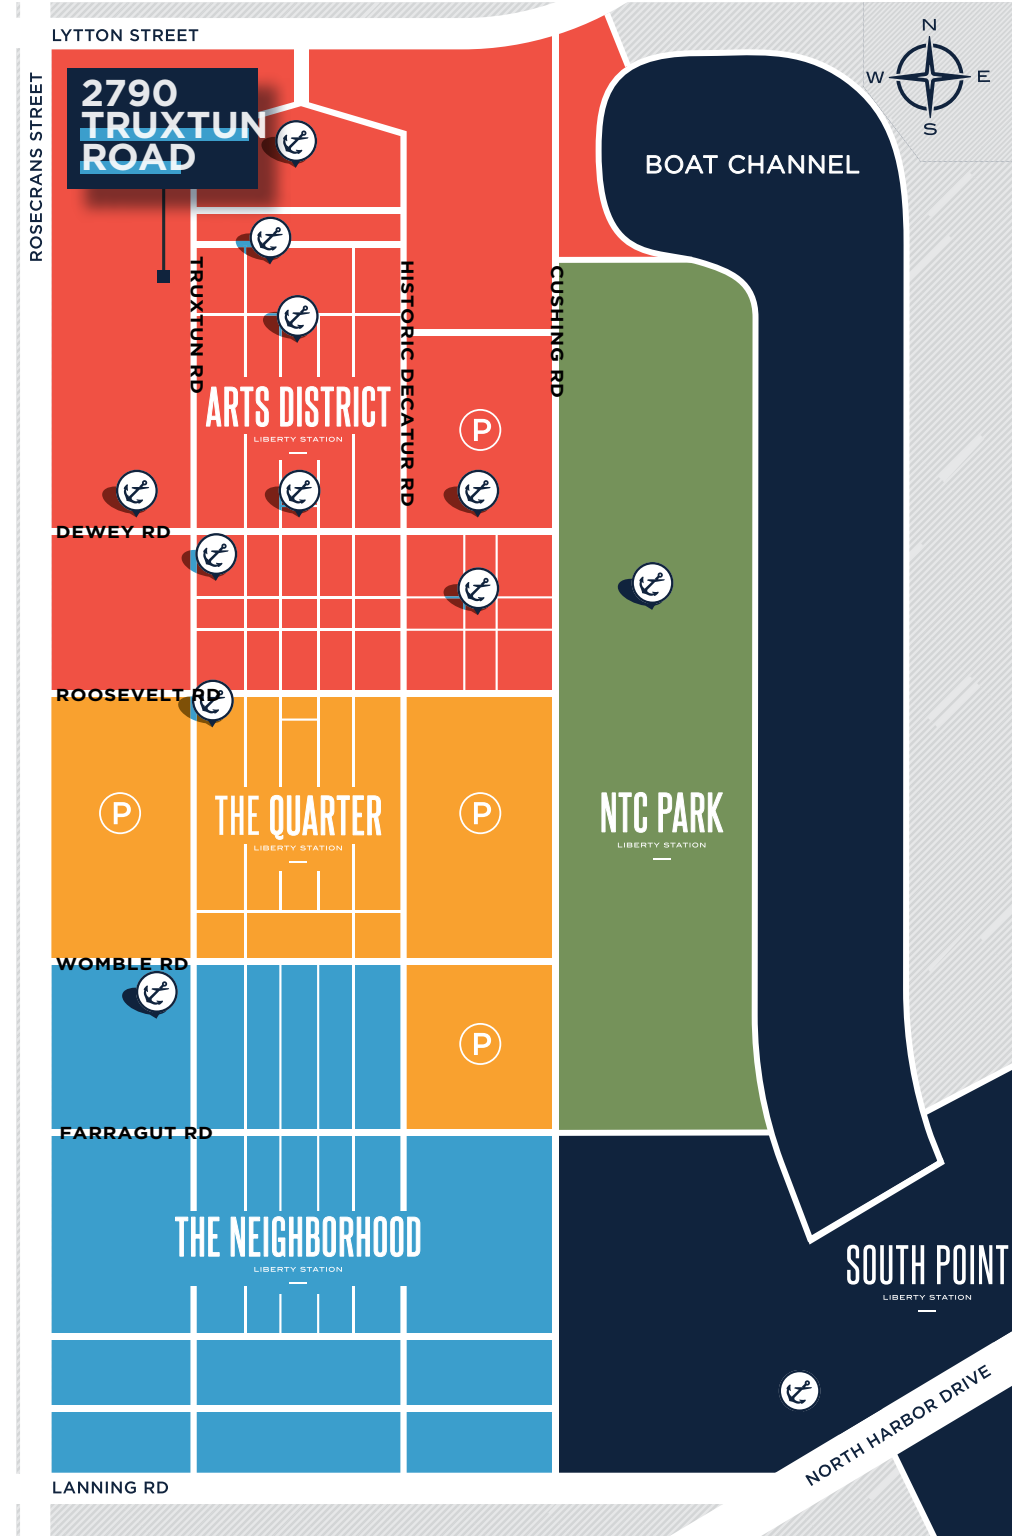 LYTTON STREET
N
W
E
S
ROSECRANS STREET
2790
TRUXTUN
ROAD
BOAT CHANNEL
TRUXTUN RD
HISTORIC DECATUR RD
CUSHING RD
ARTS DISTRICT
LIBERTY STATION
P
DEWEY RD
ROOSEVELT RD
P
THE QUARTER
LIBERTY STATION
P
NTC PARK
LIBERTY STATION
WOMBLE RD
P
FARRAGUT RD
THE NEIGHBORHOOD
LIBERTY STATION
SOUTH POINT
LIBERTY STATION
NORTH HARBOR DRIVE
LANNING RD